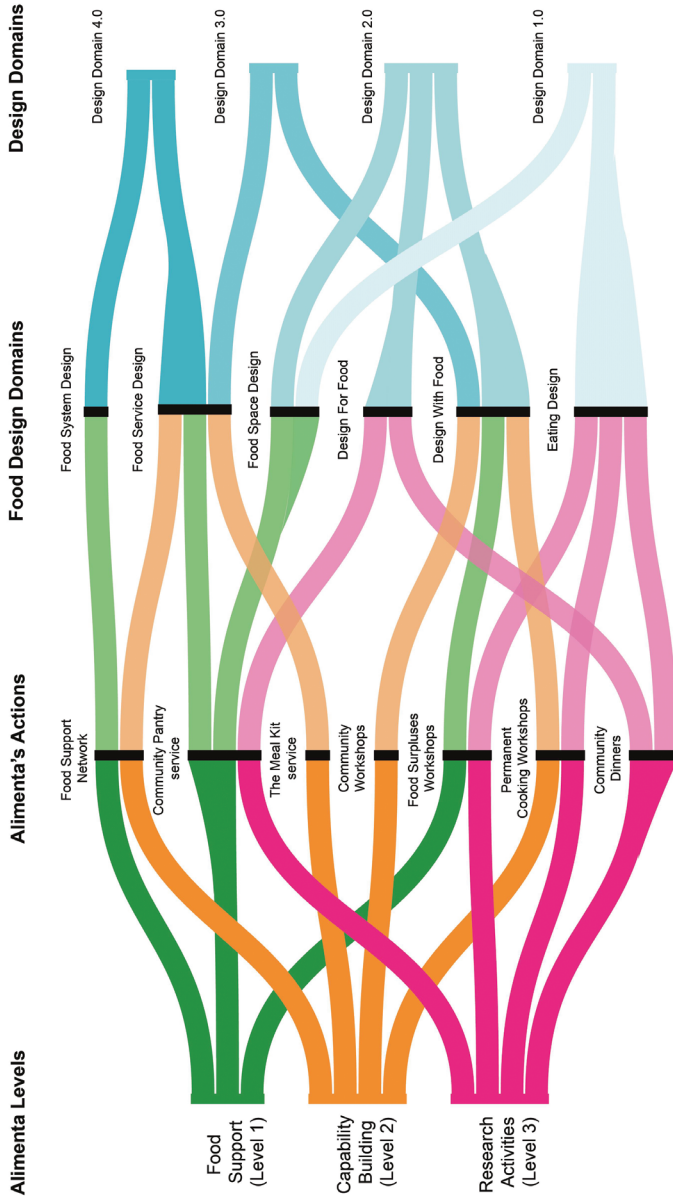 Alimenta Levels
Alimenta's Actions
Food Design Domains
Design Domains
Food
Support
(Level 1)
Capability
Building
(Level 2)
Research
Activities
(Level 3)
Food Support
Network
Community Pantry
service
The Meal Kit
service
Community
Workshops
Food Surpluses
Workshops
Permanent
Cooking Workshops
Community
Dinners
Food System Design
Food Service Design
Food Space Design
Design For Food
Design With Food
Eating Design
Design Domain 4.0
Design Domain 3.0
Design Domain 2.0
Design Domain 1.0